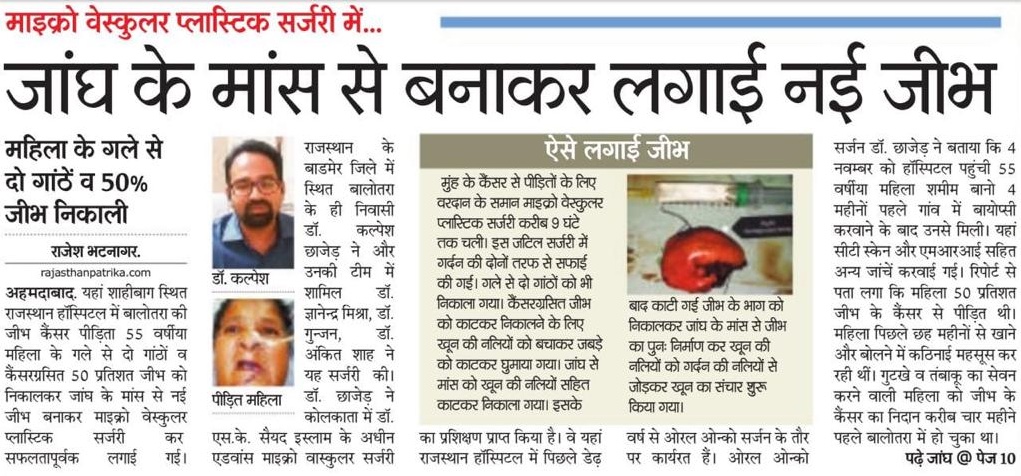 माइक्रो वेस्कुलर प्लास्टिक सर्जरी में...
जांघ के मांस से बनाकर लगाई नई जीभ
महिला के गले से
दो गांठें व 50%
जीभ निकाली
राजेश भटनागर.
rajasthanpatrika.com
अहमदाबाद. यहां शाहीबाग स्थित
राजस्थान हॉस्पिटल में बालोतरा की
जीभ कैंसर पीड़िता 55 वर्षीया
महिला के गले से दो गांठों व
कैंसरग्रसित 50 प्रतिशत जीभ को
निकालकर जांघ के मांस से नई
जीभ बनाकर माइक्रो वेस्कुलर
प्लास्टिक सर्जरी कर
सफलतापूर्वक लगाई गई।
डॉ. कल्पेश
पीड़ित महिला
राजस्थान के
बाडमेर जिले में
स्थित बालोतरा
के ही निवासी
डॉ. कल्पेश
छाजेड़ ने और
उनकी टीम में
शामिल डॉ.
ज्ञानेन्द्र मिश्रा, डॉ.
गुन्जन, डॉ.
अंकित शाह ने
यह सर्जरी की।
डॉ. छाजेड़ ने
कोलकाता में डॉ.
एस.के. सैयद इस्लाम के अधीन
एडवांस माइक्रो वास्कुलर सर्जरी
ऐसे लगाई जीभ
मुंह के कैंसर से पीड़ितों के लिए
वरदान के समान माइक्रो वेस्कुलर
प्लास्टिक सर्जरी करीब 9 घंटे
तक चली। इस जटिल सर्जरी में
गर्दन की दोनों तरफ से सफाई
की गई। गले से दो गांठों को भी
निकाला गया। कैंसरग्रसित जीभ
को काटकर निकालने के लिए
खून की नलियों को बचाकर जबड़े
को काटकर घुमाया गया। जांघ से
मांस को खून की नलियों सहित
काटकर निकाला गया। इसके
बाद काटी गई जीभ के भाग को
निकालकर जांघ के मांस से जीभ
का पुनः निर्माण कर खून की
नलियों को गर्दन की नलियों से
जोड़कर खून का संचार शुरू
किया गया।
का प्रशिक्षण प्राप्त किया है। वे यहां
राजस्थान हॉस्पिटल में पिछले डेढ़
वर्ष से ओरल ओन्को सर्जन के तौर
पर कार्यरत हैं। ओरल ओन्को
सर्जन डॉ. छाजेड़ ने बताया कि 4
नवम्बर को हॉस्पिटल पहुंची 55
वर्षीया महिला शमीम बानो 4
महीनों पहले गांव में बायोप्सी
करवाने के बाद उनसे मिली। यहां
सीटी स्केन और एमआरआई सहित
अन्य जांचें करवाई गई। रिपोर्ट से
पता लगा कि महिला 50 प्रतिशत
जीभ के कैंसर से पीड़ित थी।
महिला पिछले छह महीनों से खाने
और बोलने में कठिनाई महसूस कर
रही थीं। गुटखे व तंबाकू का सेवन
करने वाली महिला को जीभ के
कैंसर का निदान करीब चार महीने
पहले बालोतरा में हो चुका था।
पढ़े जांघ @ पेज 10